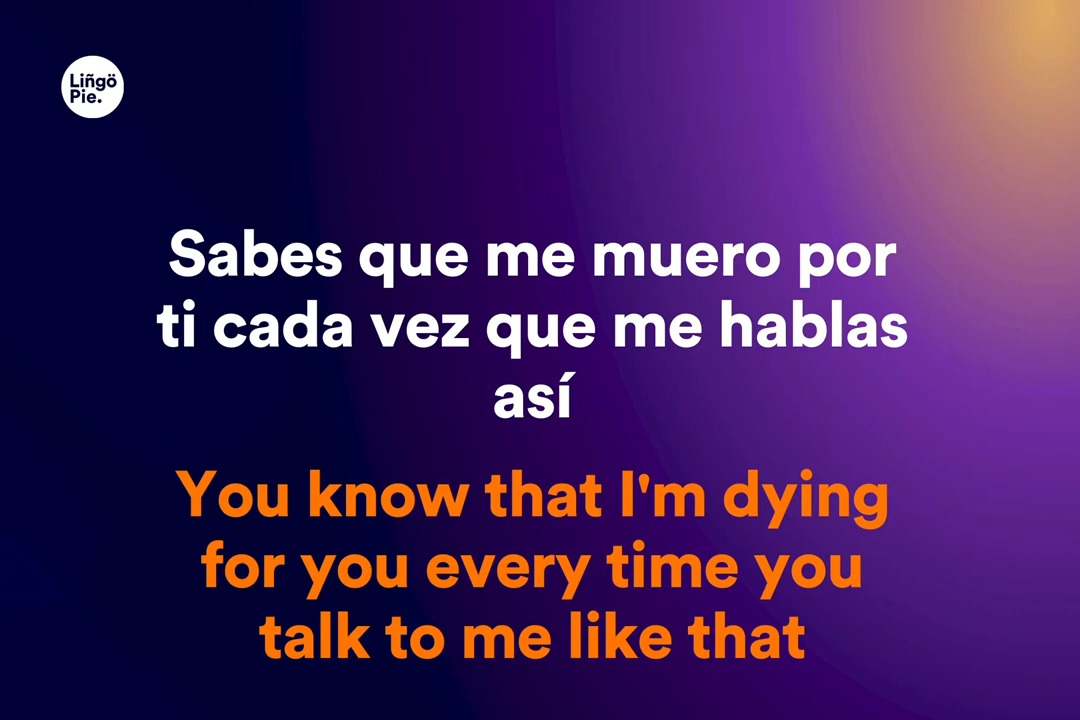 Liñgö
Pie.
Sabes que me muero por
ti cada vez que me hablas
así
You know that I'm dying
for you every time you
talk to me like that